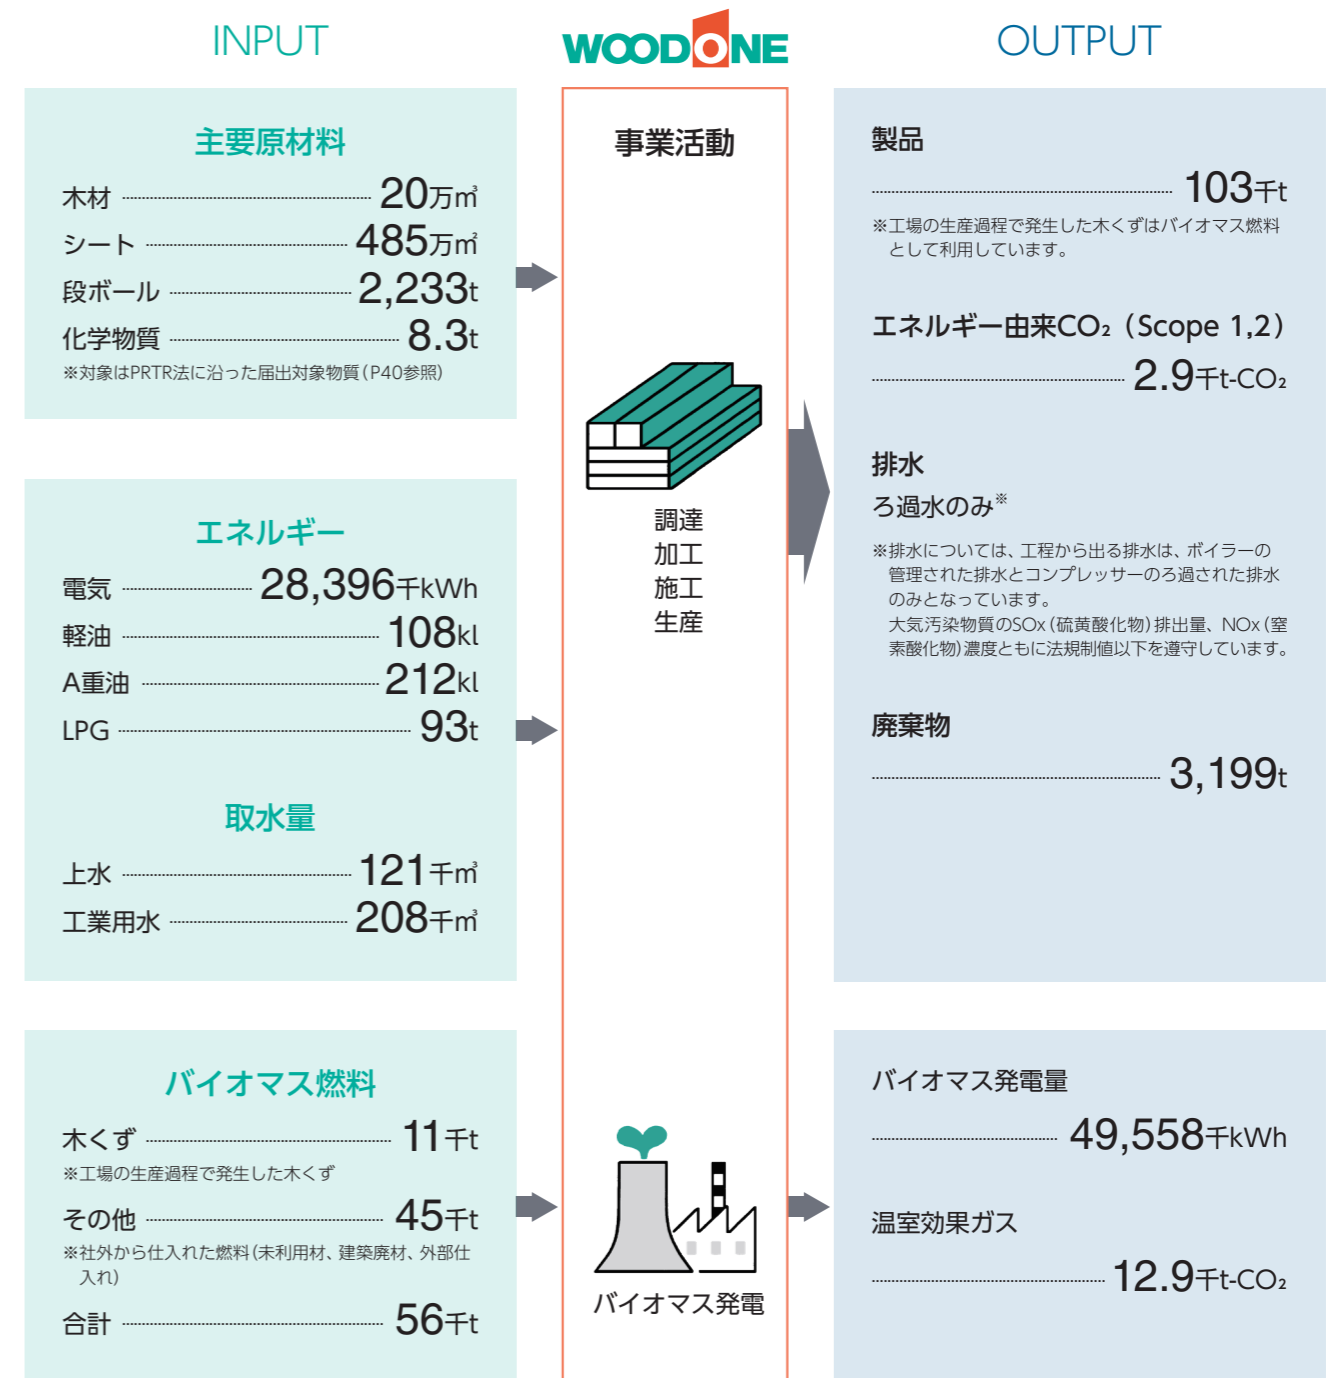 INPUT
主要原材料
木材 20万㎥
シート 485万㎡
段ボール 2,233t
化学物質 8.3t
※対象はPRTR法に沿った届出対象物質(P40参照)
エネルギー
電気 28,396千kWh
軽油 108kl
A重油 212kl
LPG 93t
取水量
上水 121千㎥
工業用水 208千㎥
バイオマス燃料
木くず 11千t
※工場の生産過程で発生した木くず
その他 45千t
※社外から仕入れた燃料(未利用材、建築廃材、外部仕
入れ)
合計 56千t
WOODONE
事業活動
調達
加工
施工
生産
バイオマス発電
OUTPUT
製品
103千t
※工場の生産過程で発生した木くずはバイオマス燃料
として利用しています。
エネルギー由来CO₂（Scope 1,2）
2.9千t-CO₂
排水
ろ過水のみ※
※排水については、工程から出る排水は、ボイラーの
管理された排水とコンプレッサーのろ過された排水
のみとなっています。
大気汚染物質のSOx(硫黄酸化物)排出量、NOx(窒
素酸化物)濃度ともに法規制値以下を遵守しています。
廃棄物
3,199t
バイオマス発電量
49,558千kWh
温室効果ガス
12.9千t-CO₂